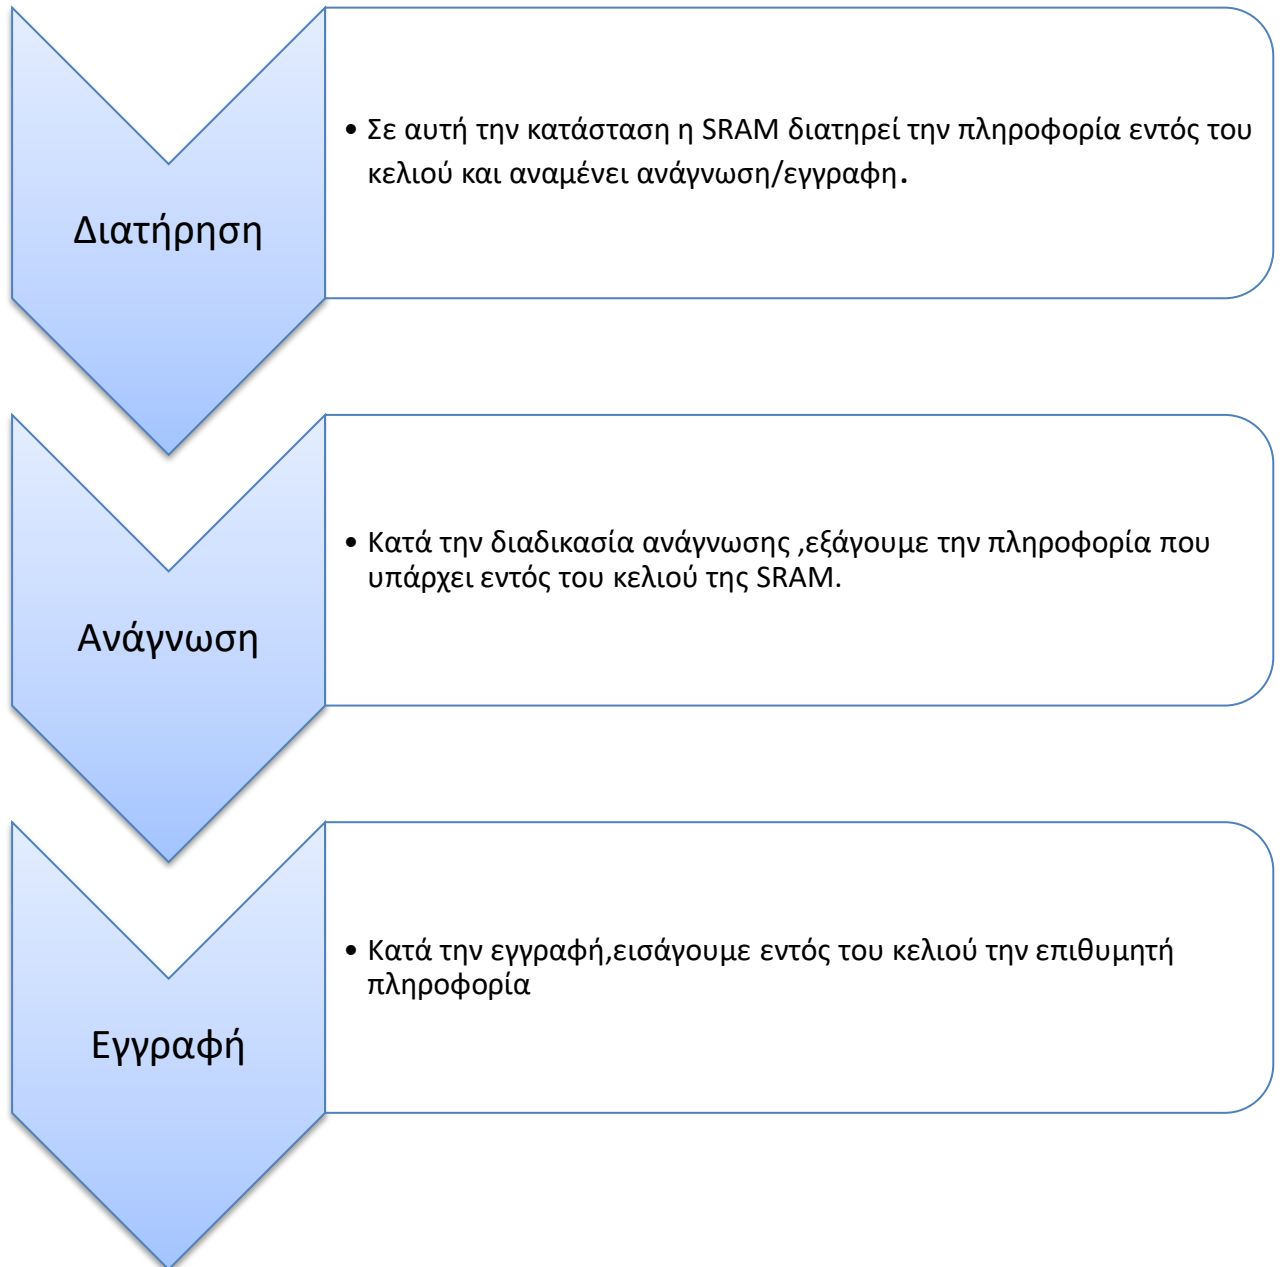 Διατήρηση
• Σε αυτή την κατάσταση η SRAM διατηρεί την πληροφορία εντός του
κελιού και αναμένει ανάγνωση/εγγραφη.
Ανάγνωση
• Κατά την διαδικασία ανάγνωσης ,εξάγουμε την πληροφορία που
υπάρχει εντός του κελιού της SRAM.
Εγγραφή
• Κατά την εγγραφή,εισάγουμε εντός του κελιού την επιθυμητή
πληροφορία